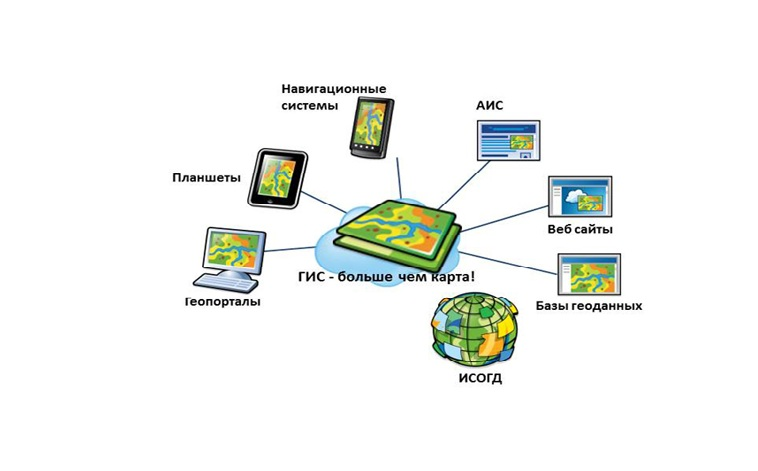 Навигационные
системы
АИС
Планшеты
Веб сайты
ГИС - больше чем карта!
Геопорталы
Базы геоданных
ИСОГД